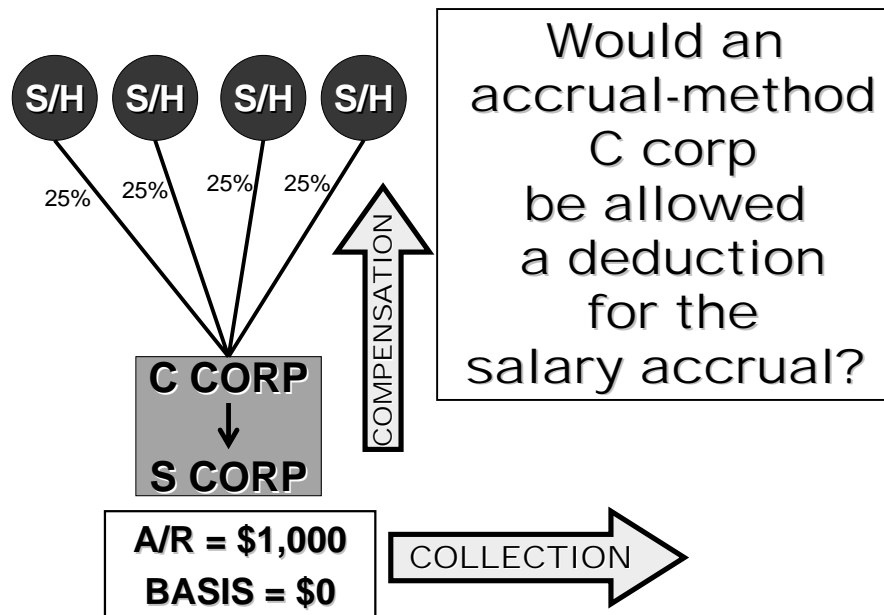 S/H S/H S/H S/H
25% 25% 25% 25%
C CORP
S CORP
COMPENSATION
A/R = $1,000
BASIS = $0
COLLECTION
Would an
accrual-method
C corp
be allowed
a deduction
for the
salary accrual?